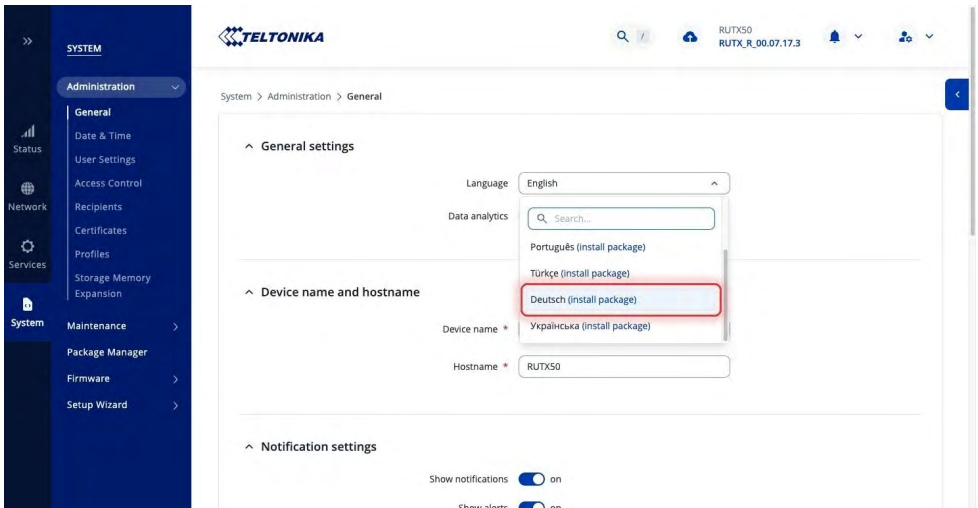 SYSTEM
Administration
General
Date & Time
User Settings
Access Control
Recipients
Certificates
Profiles
Storage Memory
Expansion
Maintenance
Package Manager
Firmware
Setup Wizard
Status
Network
Services
System
TELTONIKA
/
RUTX50
RUTX_R_00.07.17.3
System > Administration > General
General settings
Language English
Data analytics
Search...
Português (install package)
Türkçe (install package)
Deutsch (install package)
Українська (install package)
Device name and hostname
Device name *
Hostname * RUTX50
Notification settings
Show notifications on
Show alerts on